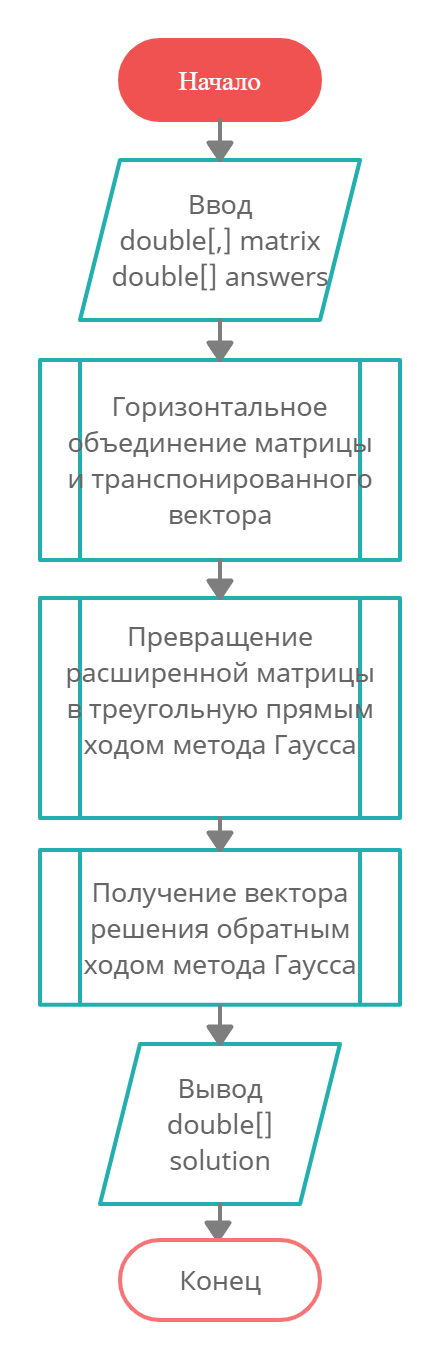 Начало
Ввод
double[,] matrix
double[] answers
Горизонтальное
объединение матрицы
и транспонированного
вектора
Превращение
расширенной матрицы
в треугольную прямым
ходом метода Гаусса
Получение вектора
решения обратным
ходом метода Гаусса
Вывод
double[]
solution
Конец